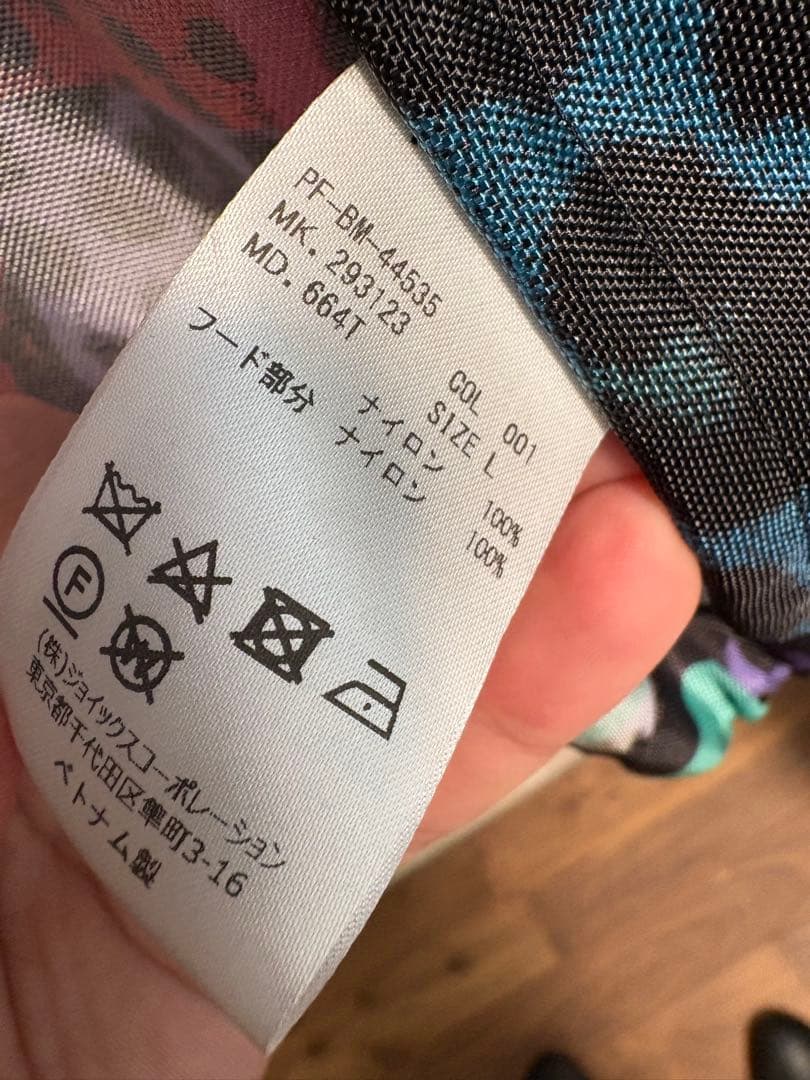 PF-BM-44535 COL 001
MK. 293123 SIZE L
MD. 664T
ナイロン 100%
フード部分 ナイロン 100%
F
W
(株)ジョイックスコーポレーション
東京都千代田区隼町3-16
ベトナム製